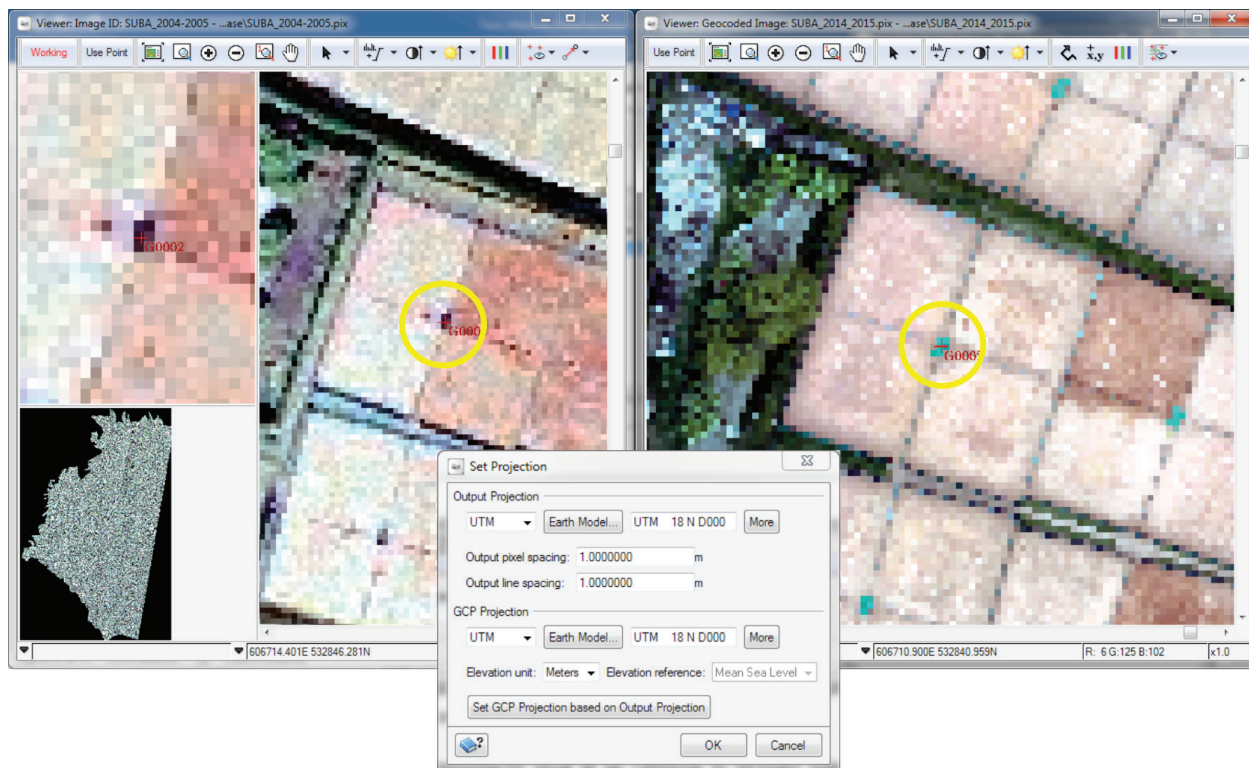 Viewer: Image ID: SUBA_2004-2005 - ...ase\SUBA_2004-2005.pix
Working Use Point
G0002
G000
606714.401E 532846.281N
Viewer: Geocoded Image: SUBA_2014_2015.pix - ...ase\SUBA_2014_2015.pix
Use Point
x,y
G000
606710.900E 532840.959N R: 6 G:125 B:102 x1.0
Set Projection
Output Projection
UTM Earth Model... UTM 18 N D000 More
Output pixel spacing: 1.0000000 m
Output line spacing: 1.0000000 m
GCP Projection
UTM Earth Model... UTM 18 N D000 More
Elevation unit: Meters Elevation reference: Mean Sea Level
Set GCP Projection based on Output Projection
? OK Cancel